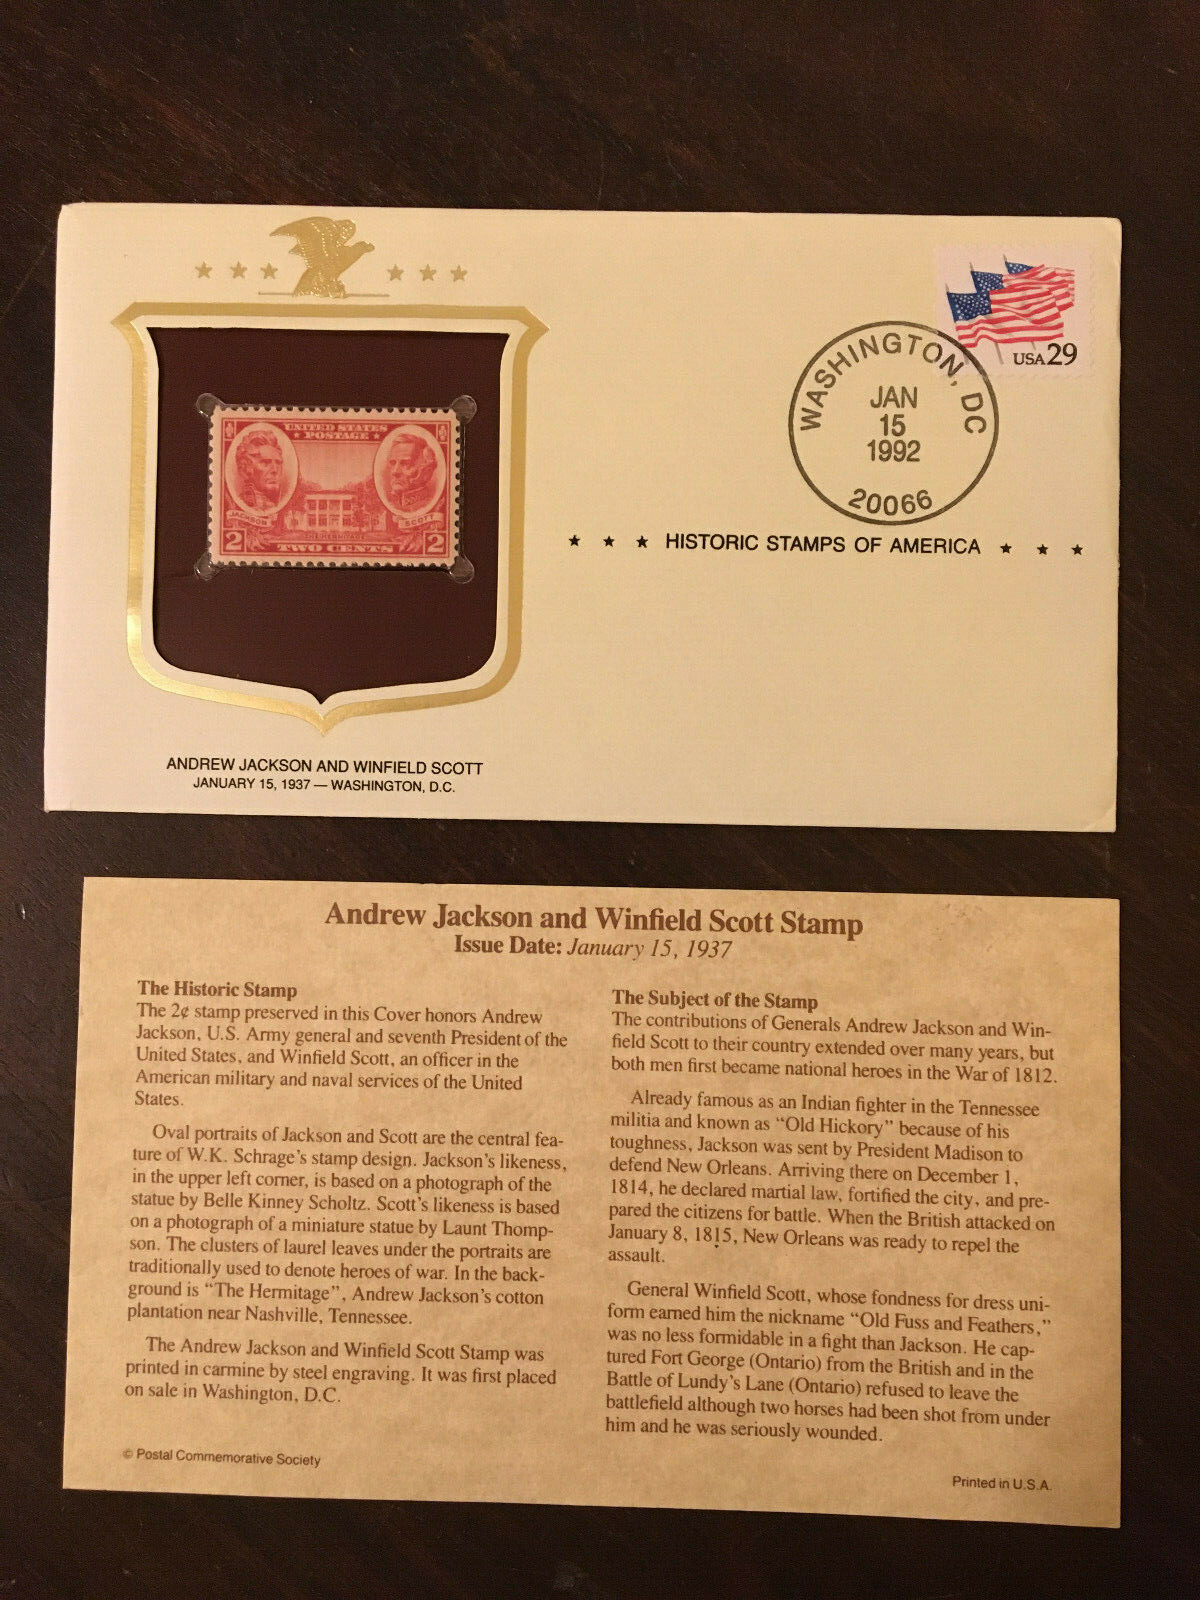 UNITED STATES
POSTAGE
JACKSON
SCOTT
THE HERMITAGE
2 TWO CENTS 2
ANDREW JACKSON AND WINFIELD SCOTT
JANUARY 15, 1937 — WASHINGTON, D.C.
USA 29
WASHINGTON, DC
JAN
15
1992
20066
★ ★ ★ HISTORIC STAMPS OF AMERICA ★ ★ ★
Andrew Jackson and Winfield Scott Stamp
Issue Date: January 15, 1937
The Historic Stamp
The 2¢ stamp preserved in this Cover honors Andrew
Jackson, U.S. Army general and seventh President of the
United States, and Winfield Scott, an officer in the
American military and naval services of the United
States.
Oval portraits of Jackson and Scott are the central fea-
ture of W.K. Schrage's stamp design. Jackson's likeness,
in the upper left corner, is based on a photograph of the
statue by Belle Kinney Scholtz. Scott's likeness is based
on a photograph of a miniature statue by Launt Thomp-
son. The clusters of laurel leaves under the portraits are
traditionally used to denote heroes of war. In the back-
ground is "The Hermitage", Andrew Jackson's cotton
plantation near Nashville, Tennessee.
The Andrew Jackson and Winfield Scott Stamp was
printed in carmine by steel engraving. It was first placed
on sale in Washington, D.C.
© Postal Commemorative Society
The Subject of the Stamp
The contributions of Generals Andrew Jackson and Win-
field Scott to their country extended over many years, but
both men first became national heroes in the War of 1812.
Already famous as an Indian fighter in the Tennessee
militia and known as "Old Hickory" because of his
toughness, Jackson was sent by President Madison to
defend New Orleans. Arriving there on December 1,
1814, he declared martial law, fortified the city, and pre-
pared the citizens for battle. When the British attacked on
January 8, 1815, New Orleans was ready to repel the
assault.
General Winfield Scott, whose fondness for dress uni-
form earned him the nickname "Old Fuss and Feathers,"
was no less formidable in a fight than Jackson. He cap-
tured Fort George (Ontario) from the British and in the
Battle of Lundy's Lane (Ontario) refused to leave the
battlefield although two horses had been shot from under
him and he was seriously wounded.
Printed in U.S.A.